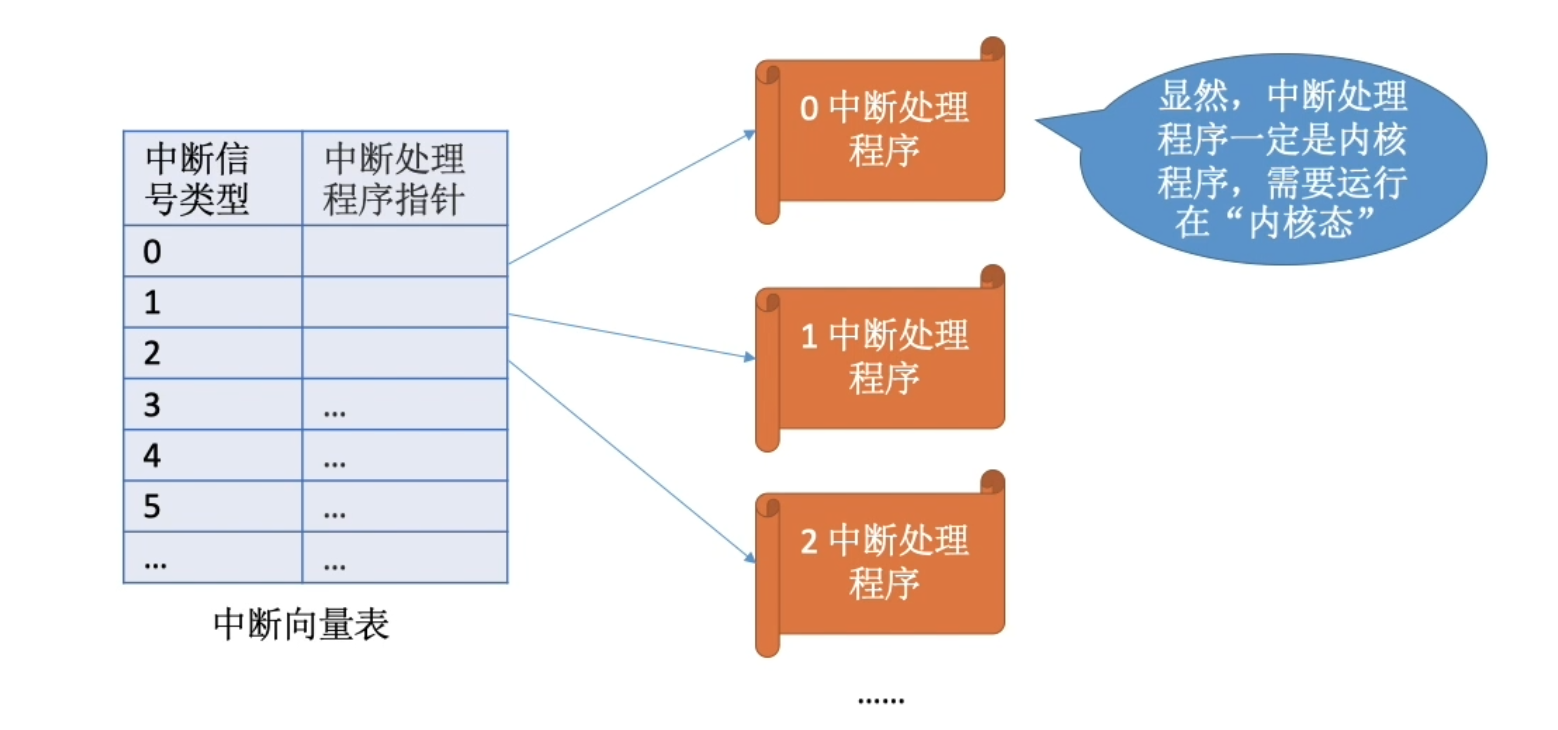 中断信
号类型
中断处理
程序指针
0
1
2
3
...
4
...
5
...
...
...
中断向量表
0 中断处理
程序
1 中断处理
程序
2 中断处理
程序
......
显然，中断处理
程序一定是内核
程序，需要运行
在“内核态”